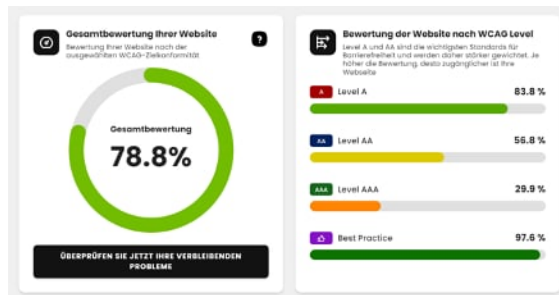 Gesamtbewertung Ihrer Website
Bewertung Ihrer Website nach der
ausgewählten WCAG-Zielkonformität
?
Gesamtbewertung
78.8%
ÜBERPRÜFEN SIE JETZT IHRE VERBLEIBENDEN
PROBLEME
Bewertung der Website nach WCAG Level
Level A und AA sind die wichtigsten Standards für
Barrierefreiheit und werden daher stärker gewichtet. Je
höher die Bewertung, desto zugänglicher ist Ihre
Webseite
A Level A 83.8 %
AA Level AA 56.8 %
AAA Level AAA 29.9 %
Best Practice 97.6 %